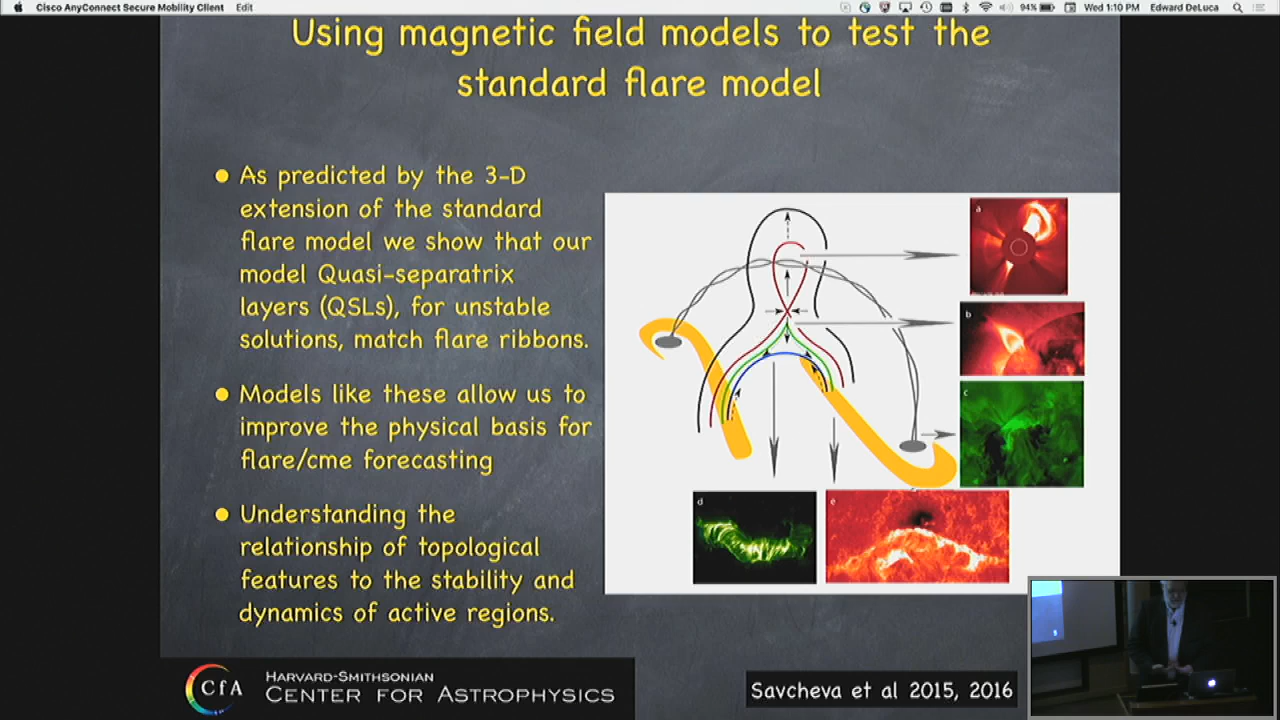 Cisco AnyConnect Secure Mobility Client Edit 94% Wed 1:10 PM Edward DeLuca
Using magnetic field models to test the
standard flare model
As predicted by the 3-D
extension of the standard
flare model we show that our
model Quasi-separatrix
layers (QSLs), for unstable
solutions, match flare ribbons.
Models like these allow us to
improve the physical basis for
flare/cme forecasting
Understanding the
relationship of topological
features to the stability and
dynamics of active regions.
a
b
c
d
e
CfA
HARVARD-SMITHSONIAN
CENTER FOR ASTROPHYSICS
Savcheva et al 2015, 2016